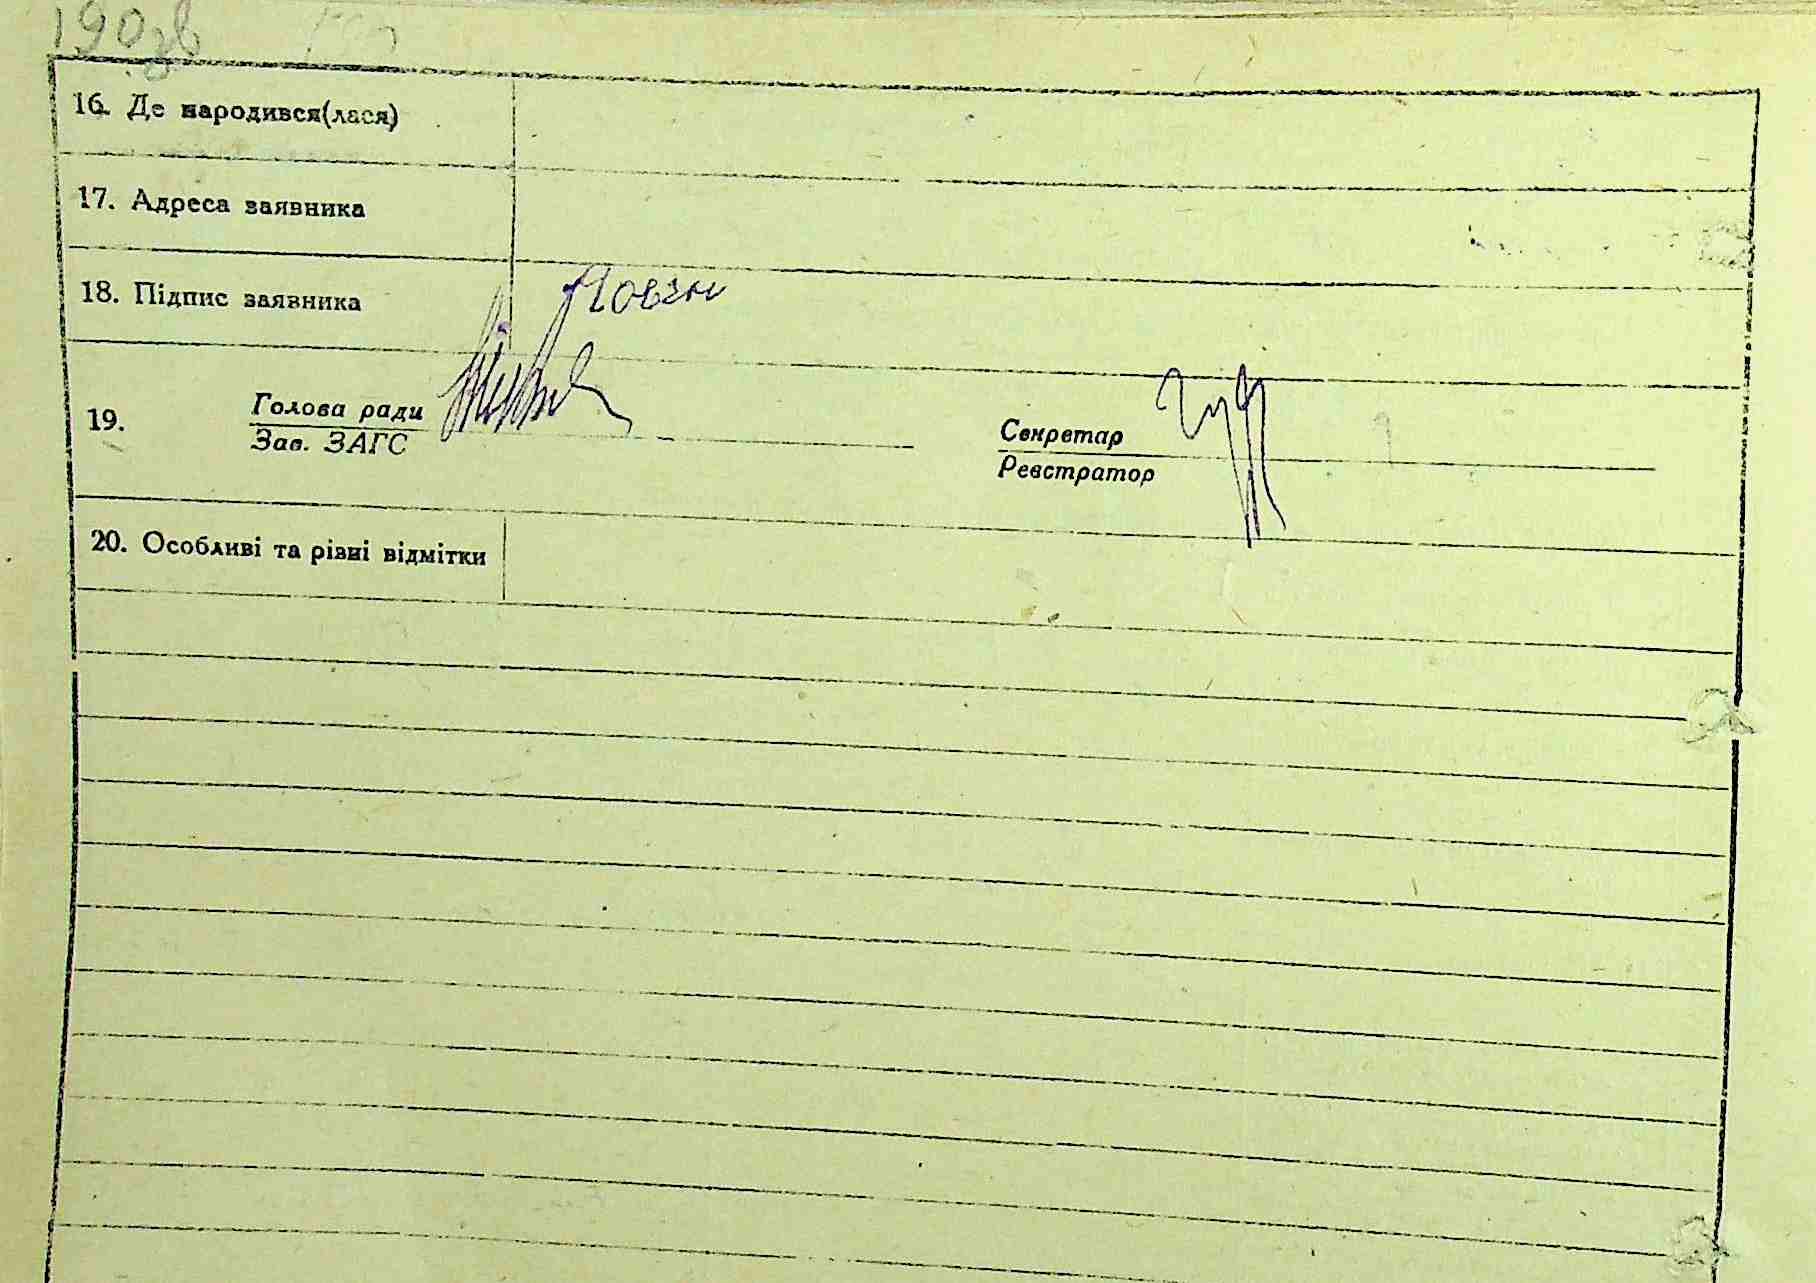 190зв
16. Де народився(лася)
17. Адреса заявника
18. Підпис заявника
19. Голова ради Секретар
Зав. ЗАГС Реєстратор
20. Особливі та різні відмітки